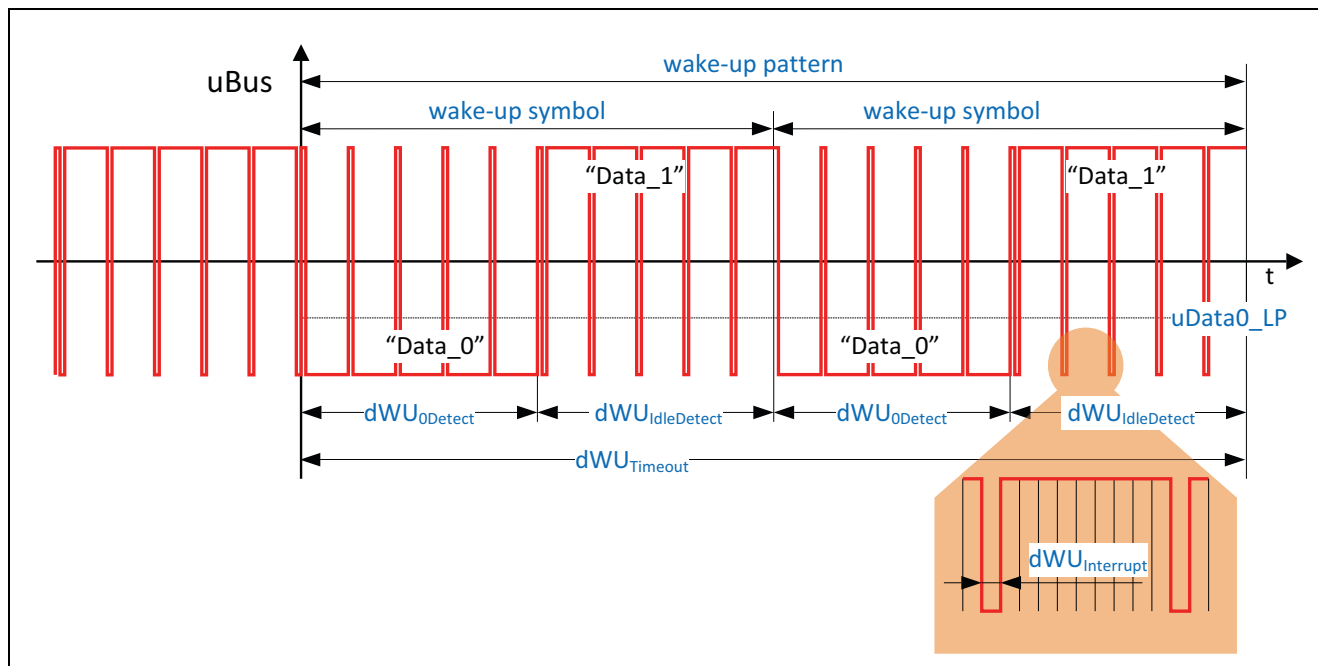 wake-up pattern
uBus
wake-up symbol
wake-up symbol
“Data_1”
“Data_1”
t
uData0_LP
“Data_0”
“Data_0”
dWU0Detect
dWUIdleDetect
dWU0Detect
dWUIdleDetect
dWUTimeout
dWUInterrupt